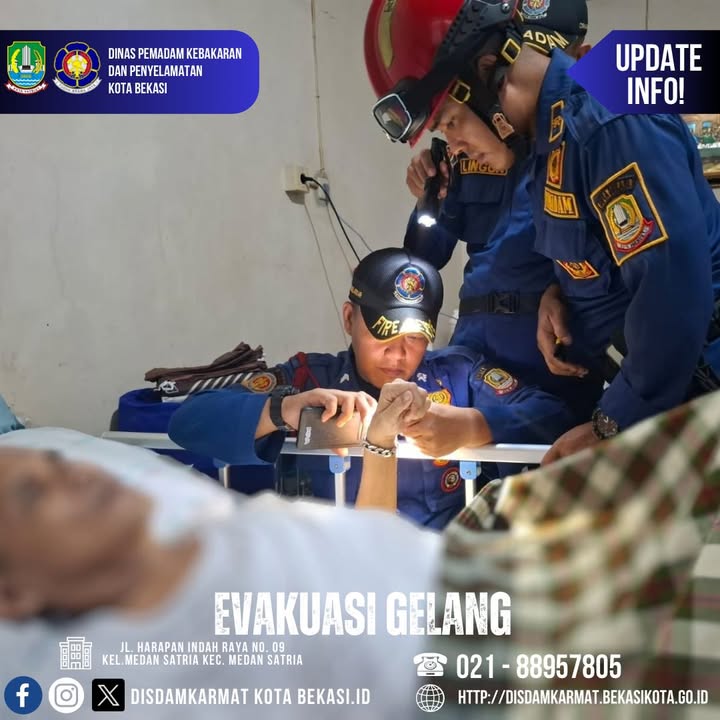 DINAS PEMADAM KEBAKARAN
DAN PENYELAMATAN
KOTA BEKASI
UPDATE
INFO!
EVAKUASI GELANG
JL. HARAPAN INDAH RAYA NO. 09
KEL.MEDAN SATRIA KEC. MEDAN SATRIA
021 - 88957805
DISDAMKARMAT KOTA BEKASI.ID
HTTP://DISDAMKARMAT.BEKASIKOTA.GO.ID